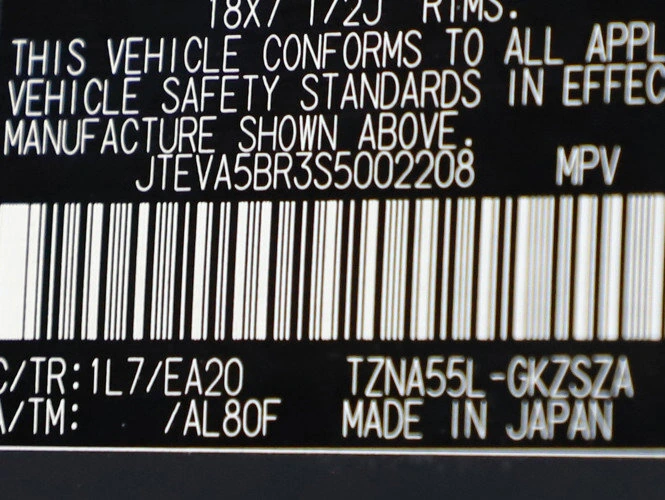 18X7 1/2J RIMS.
THIS VEHICLE CONFORMS TO ALL APPL
VEHICLE SAFETY STANDARDS IN EFFEC
MANUFACTURE SHOWN ABOVE.
JTEVA5BR3S5002208 MPV
C/TR:1L7/EA20 TZNA55L-GKZSZA
A/TM: /AL80F MADE IN JAPAN